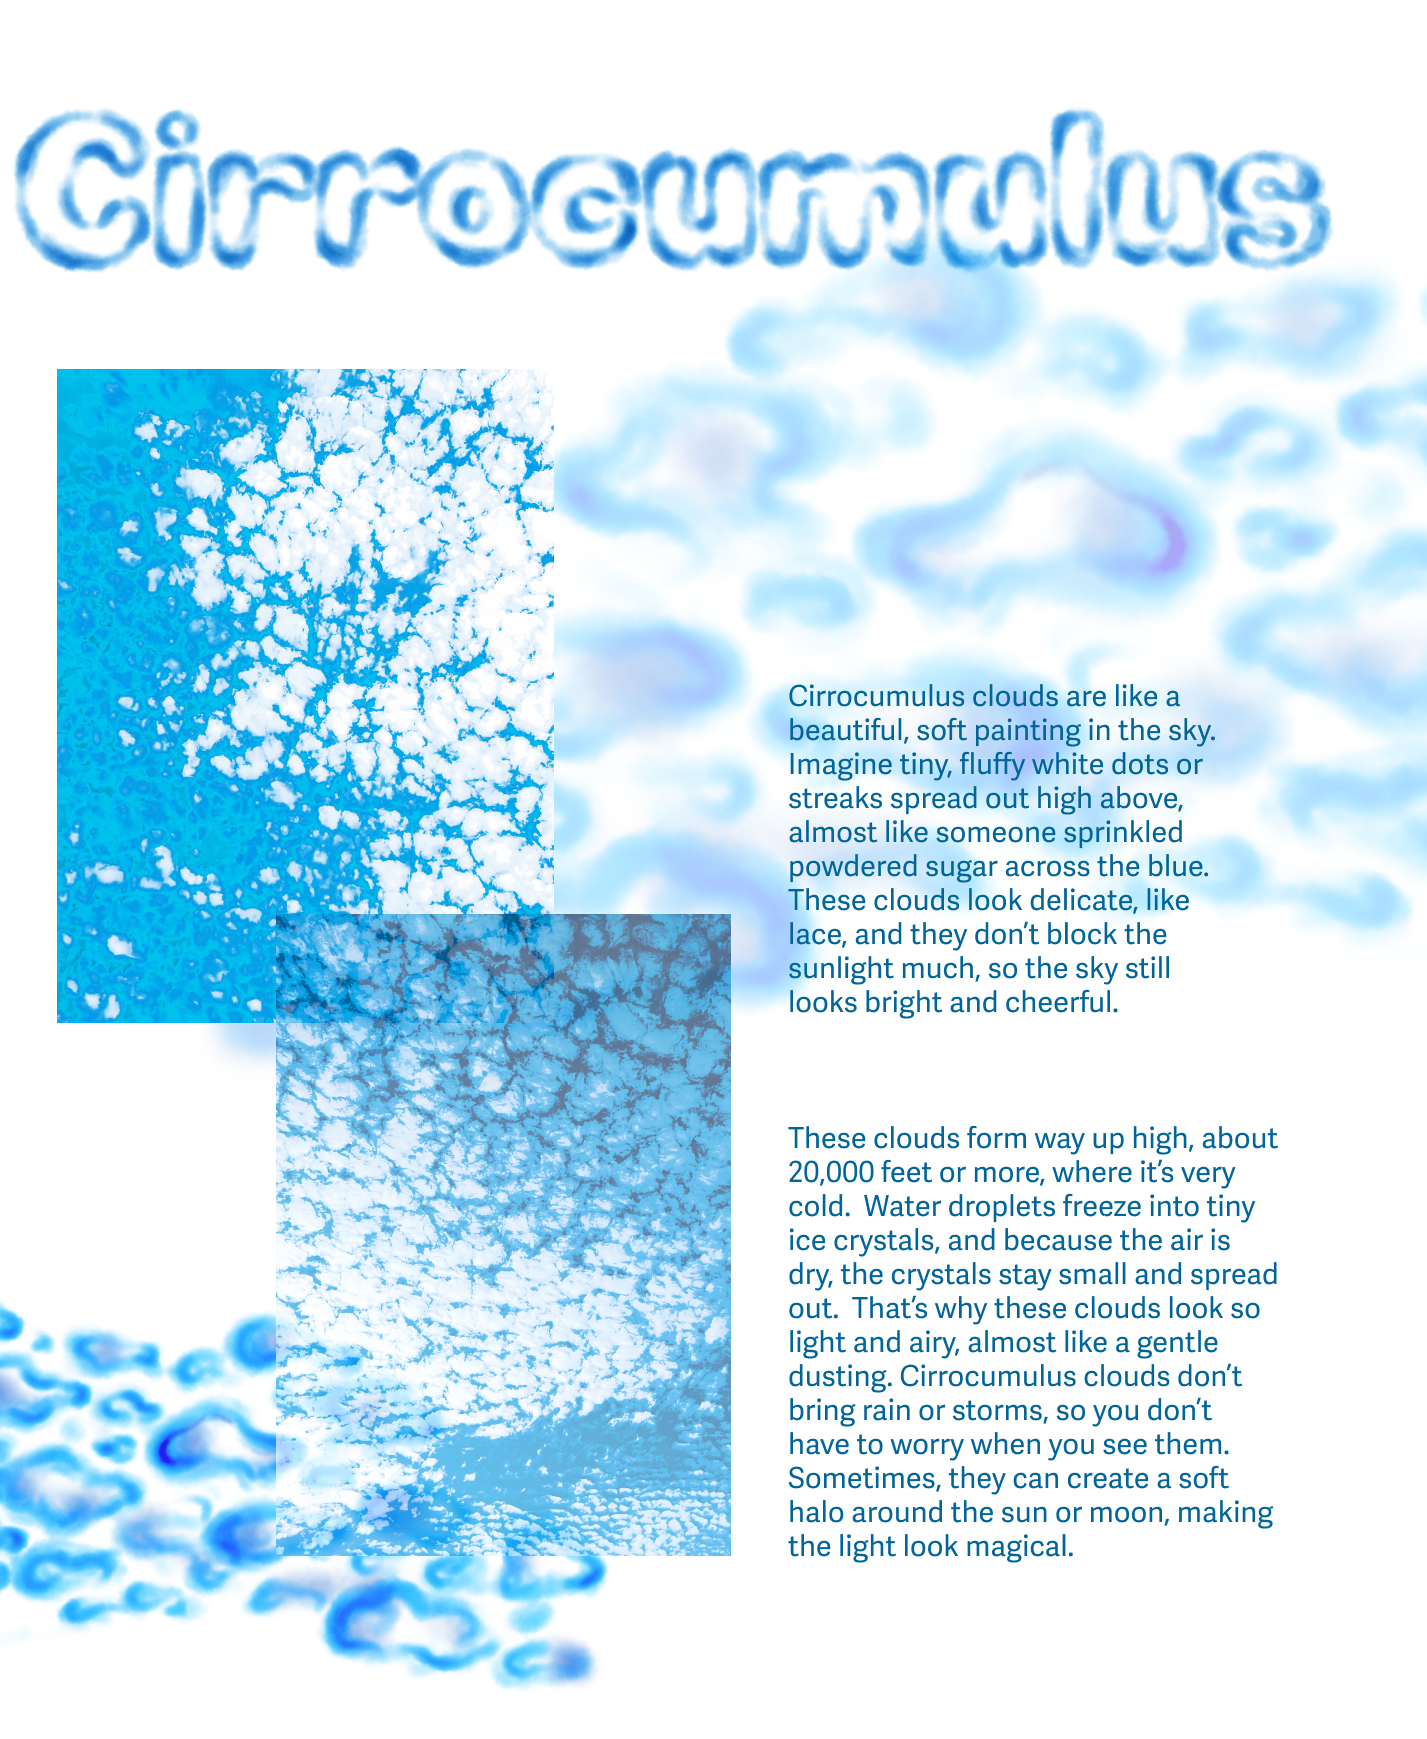 Cirrocumulus
Cirrocumulus clouds are like a
beautiful, soft painting in the sky.
Imagine tiny, fluffy white dots or
streaks spread out high above,
almost like someone sprinkled
powdered sugar across the blue.
These clouds look delicate, like
lace, and they don’t block the
sunlight much, so the sky still
looks bright and cheerful.
These clouds form way up high, about
20,000 feet or more, where it’s very
cold.  Water droplets freeze into tiny
ice crystals, and because the air is
dry, the crystals stay small and spread
out.  That’s why these clouds look so
light and airy, almost like a gentle
dusting. Cirrocumulus clouds don’t
bring rain or storms, so you don’t
have to worry when you see them.
Sometimes, they can create a soft
halo around the sun or moon, making
the light look magical.